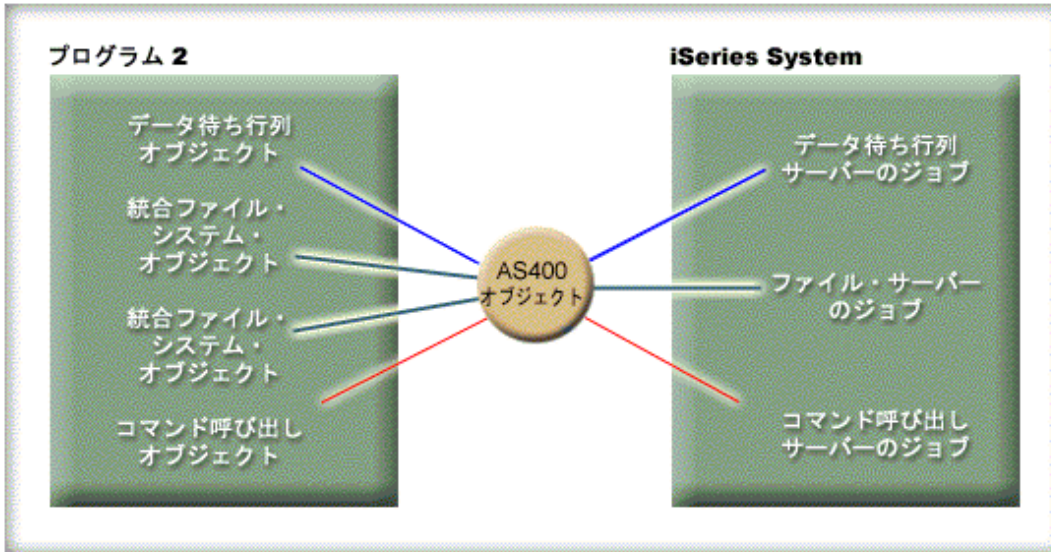 プログラム 2
データ待ち行列
オブジェクト
統合ファイル・
システム・
オブジェクト
統合ファイル・
システム・
オブジェクト
コマンド呼び出し
オブジェクト
AS400
オブジェクト
iSeries System
データ待ち行列
サーバーのジョブ
ファイル・サーバー
のジョブ
コマンド呼び出し
サーバーのジョブ